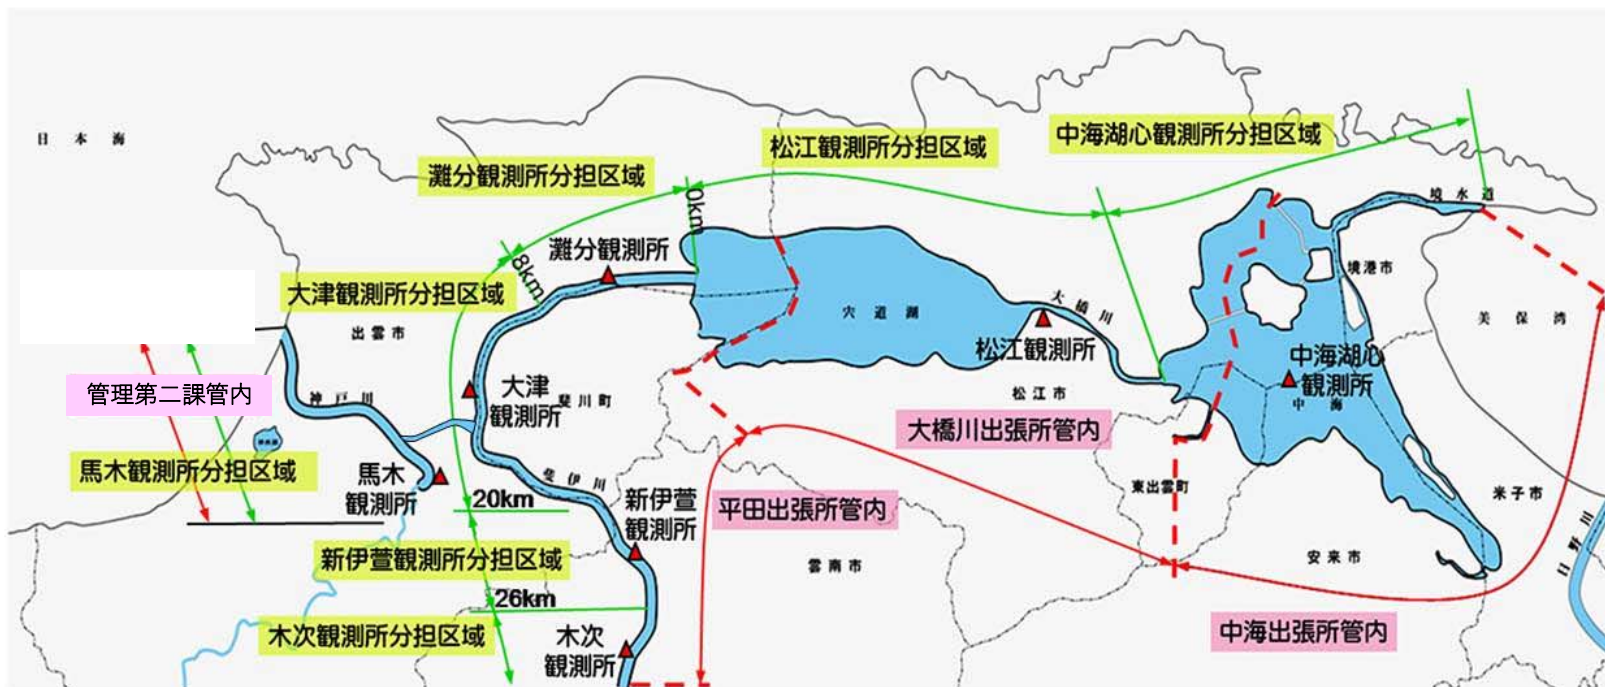 日本海
松江観測所分担区域
中海湖心観測所分担区域
灘分観測所分担区域
境水道
0km
灘分観測所
8km
大津観測所分担区域
境港市
大橋川
宍道湖
美保湾
出雲市
松江観測所
中海湖心
観測所
管理第二課管内
神戸川
大津
観測所
斐川町
松江市
中海
大橋川出張所管内
馬木観測所分担区域
馬木
観測所
斐伊川
20km
新伊萱
観測所
平田出張所管内
東出雲町
米子市
新伊萱観測所分担区域
雲南市
安来市
日野川
26km
木次観測所分担区域
木次
観測所
中海出張所管内